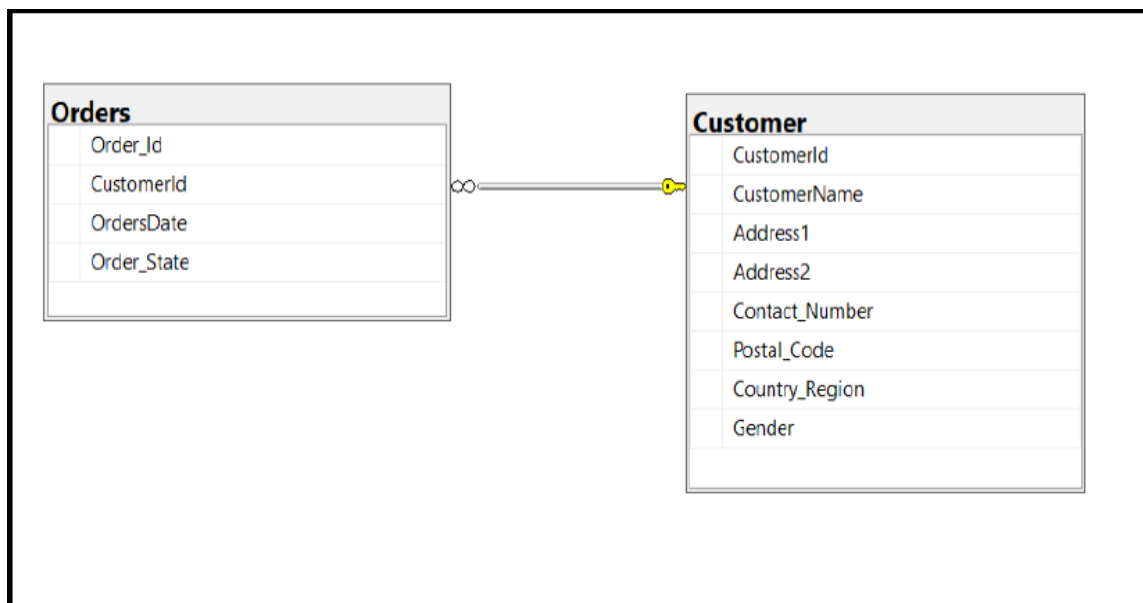 Orders
Order_Id
CustomerId
OrdersDate
Order_State
Customer
CustomerId
CustomerName
Address1
Address2
Contact_Number
Postal_Code
Country_Region
Gender